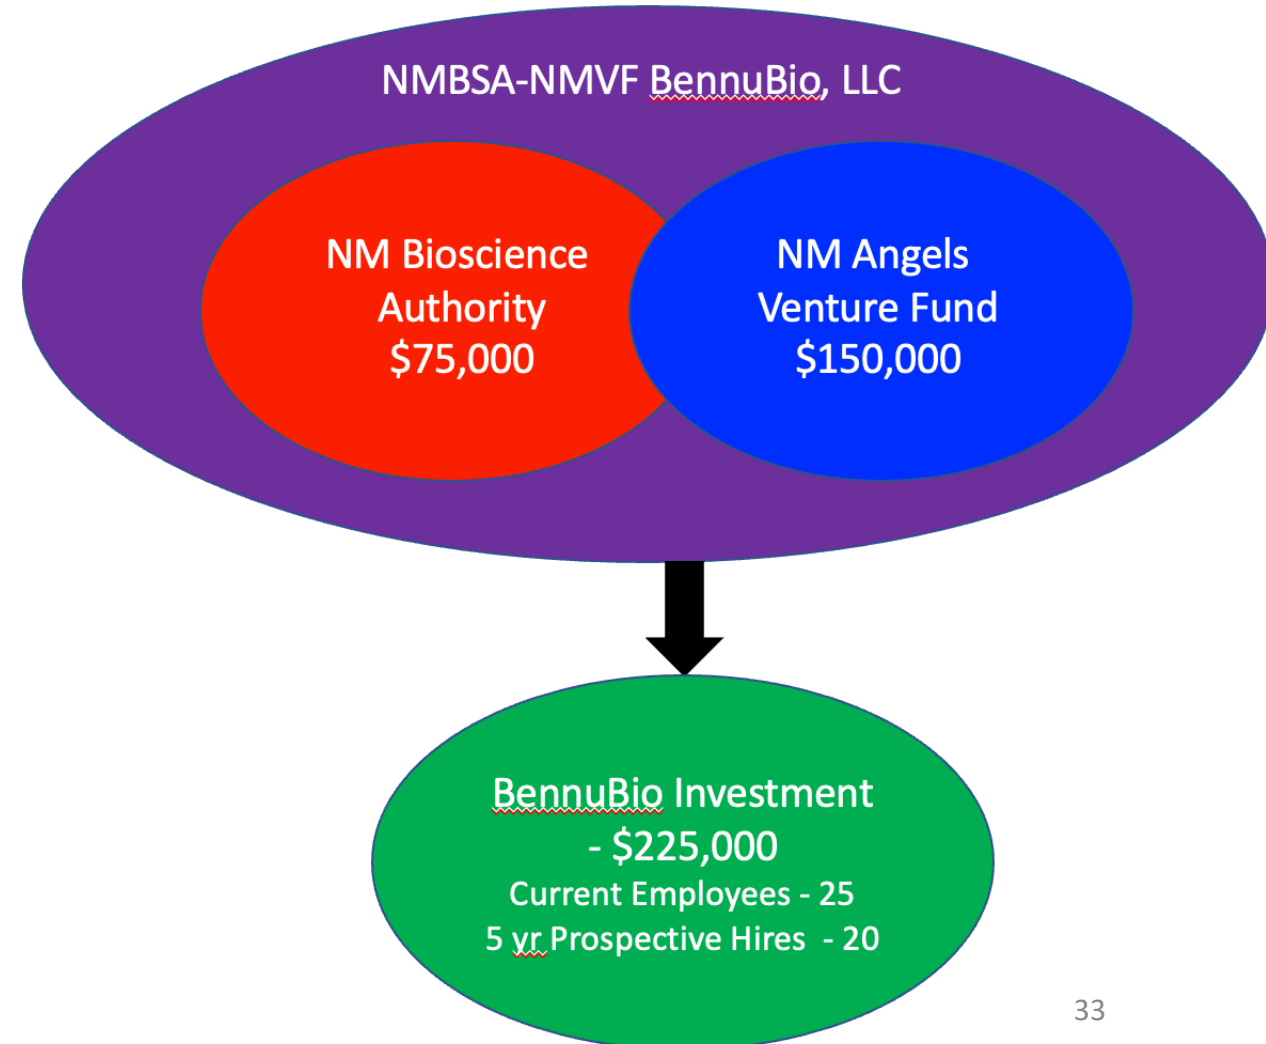 NMBSA-NMVF BennuBio, LLC
NM Bioscience
Authority
$75,000
NM Angels
Venture Fund
$150,000
BennuBio Investment
- $225,000
Current Employees - 25
5 yr Prospective Hires - 20
33